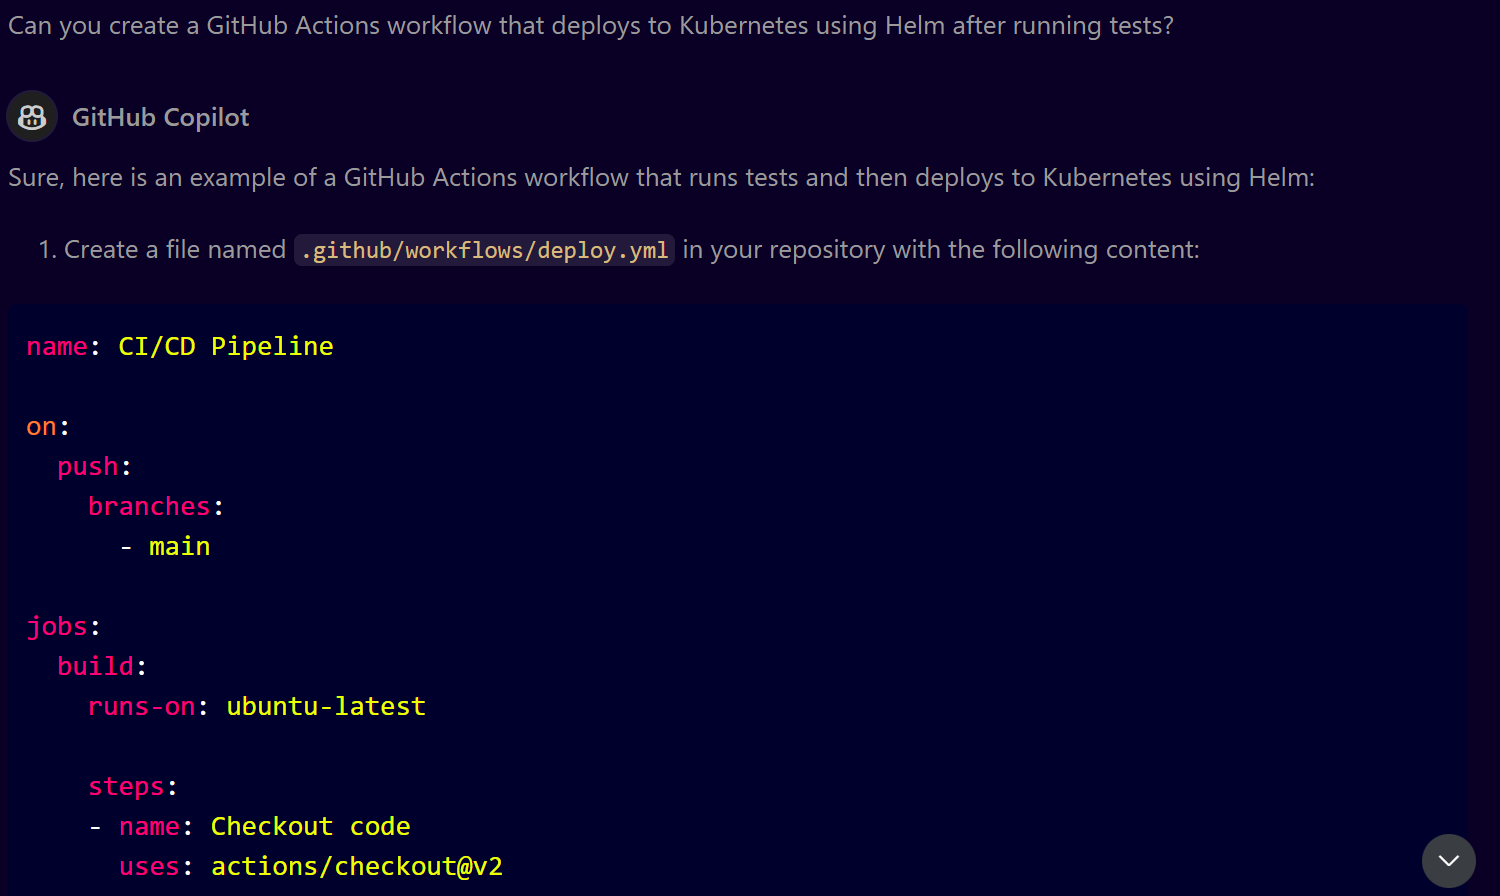 Can you create a GitHub Actions workflow that deploys to Kubernetes using Helm after running tests?
GitHub Copilot
Sure, here is an example of a GitHub Actions workflow that runs tests and then deploys to Kubernetes using Helm:
1. Create a file named .github/workflows/deploy.yml in your repository with the following content:
name: CI/CD Pipeline
on:
  push:
    branches:
      - main
jobs:
  build:
    runs-on: ubuntu-latest
    steps:
    - name: Checkout code
      uses: actions/checkout@v2